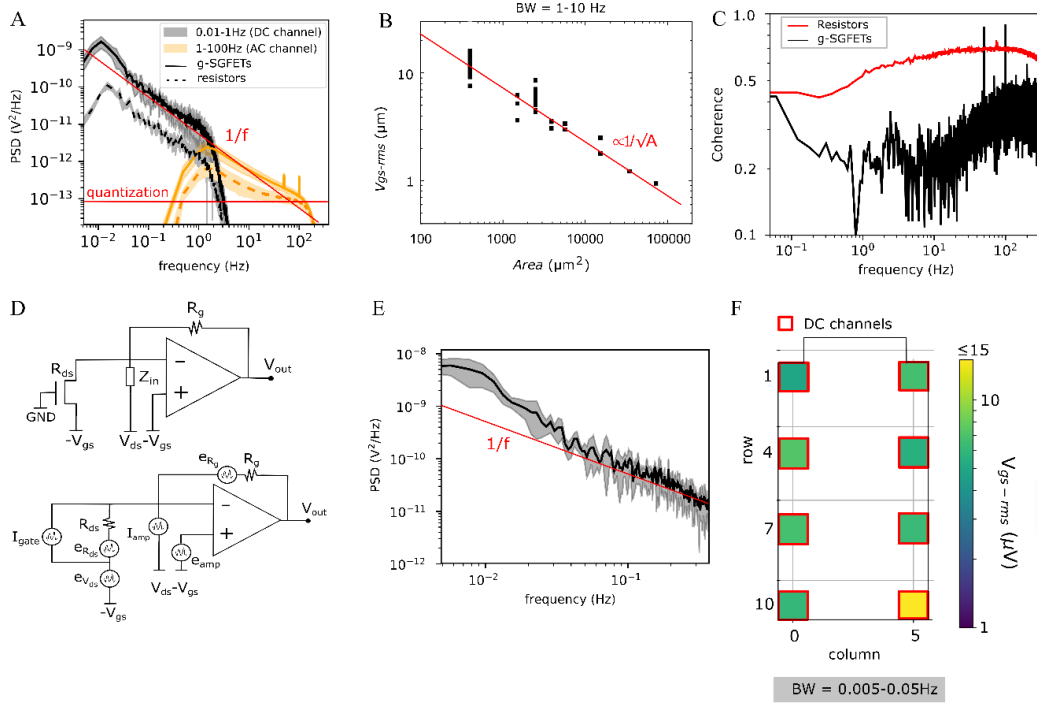 A
10⁻⁹
10⁻¹⁰
10⁻¹¹
10⁻¹²
10⁻¹³
PSD (V²/Hz)
0.01-1Hz (DC channel)
1-100Hz (AC channel)
g-SGFETs
resistors
1/f
quantization
10⁻²
10⁻¹
10⁰
10¹
10²
frequency (Hz)
B
BW = 1-10 Hz
10
1
Vgs-rms (μm)
∝1/√A
100
1000
10000
100000
Area (μm²)
C
Resistors
g-SGFETs
1.0
0.5
0.2
0.1
Coherence
10⁻¹
10⁰
10¹
10²
frequency (Hz)
D
Rg
Rds
Zin
−
+
Vout
GND
-Vgs
Vds-Vgs
eRg
Rg
Rds
Igate
eRds
eVds
Iamp
−
+
eamp
Vout
Vds-Vgs
-Vgs
E
10⁻⁸
10⁻⁹
10⁻¹⁰
10⁻¹¹
10⁻¹²
PSD (V²/Hz)
1/f
10⁻²
10⁻¹
frequency (Hz)
F
DC channels
1
4
7
10
row
0
5
column
≤15
10
1
Vgs−rms (μV)
BW = 0.005-0.05Hz